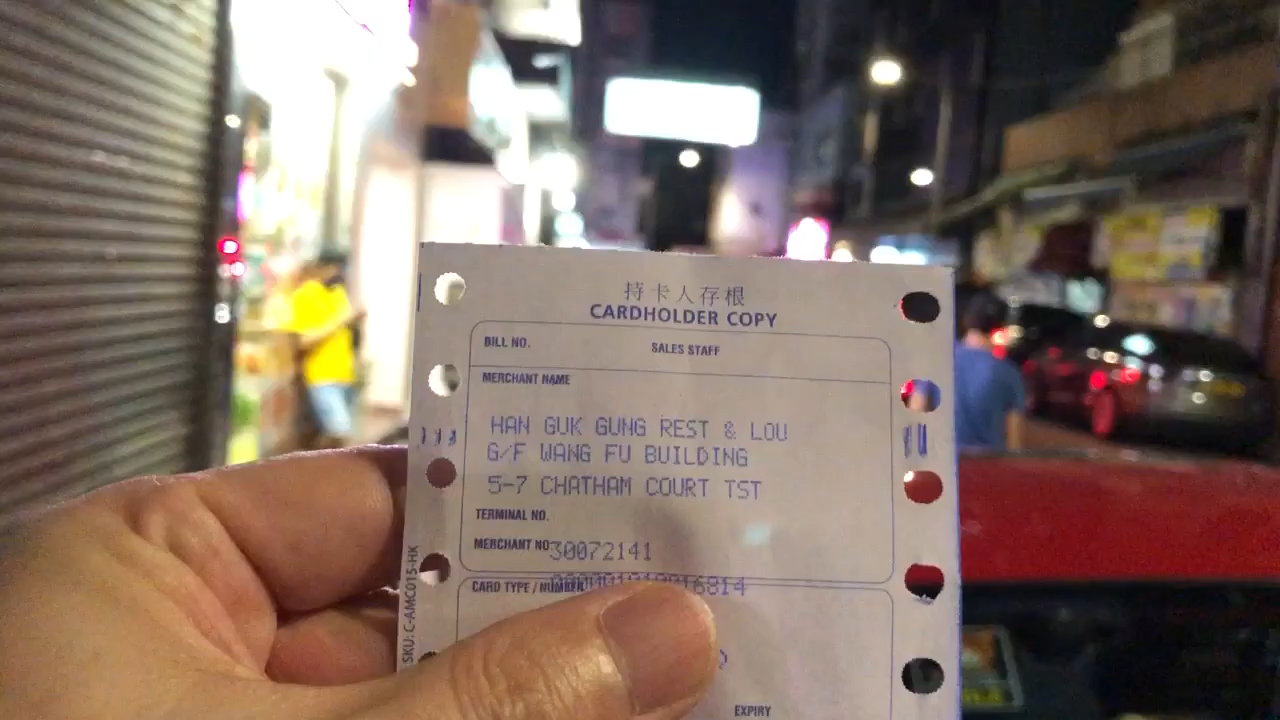 持卡人存根
CARDHOLDER COPY
BILL NO.
SALES STAFF
MERCHANT NAME
HAN GUK GUNG REST & LOU
G/F WANG FU BUILDING
5-7 CHATHAM COURT TST
TERMINAL NO.
MERCHANT NO
30072141
CARD TYPE / NUMBER
EXPIRY
SKU: C-AMC015-HK